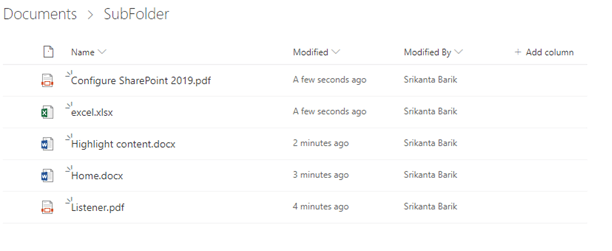 Documents > SubFolder
Name Modified Modified By + Add column
Configure SharePoint 2019.pdf A few seconds ago Srikanta Barik
excel.xlsx A few seconds ago Srikanta Barik
Highlight content.docx 2 minutes ago Srikanta Barik
Home.docx 3 minutes ago Srikanta Barik
Listener.pdf 4 minutes ago Srikanta Barik